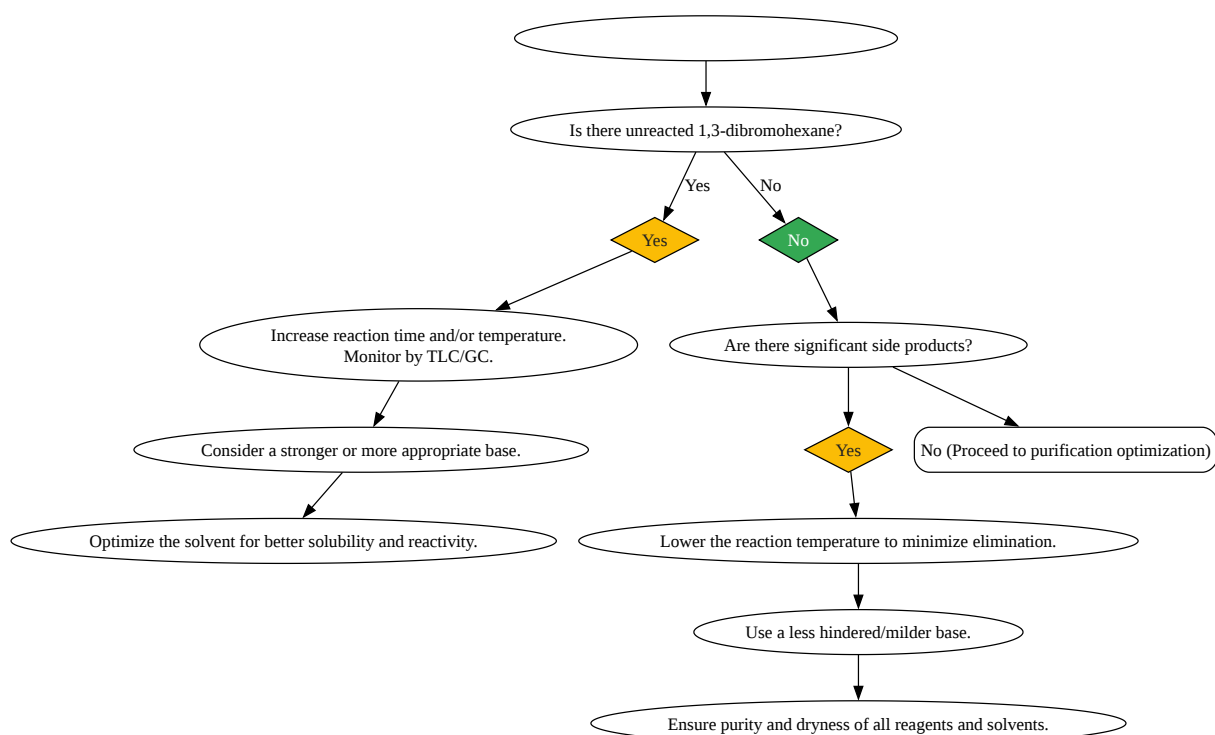 Is there unreacted 1,3-dibromohexane?
Yes
No
Yes
No
Increase reaction time and/or temperature.
Monitor by TLC/GC.
Are there significant side products?
Consider a stronger or more appropriate base.
Yes
No (Proceed to purification optimization)
Optimize the solvent for better solubility and reactivity.
Lower the reaction temperature to minimize elimination.
Use a less hindered/milder base.
Ensure purity and dryness of all reagents and solvents.